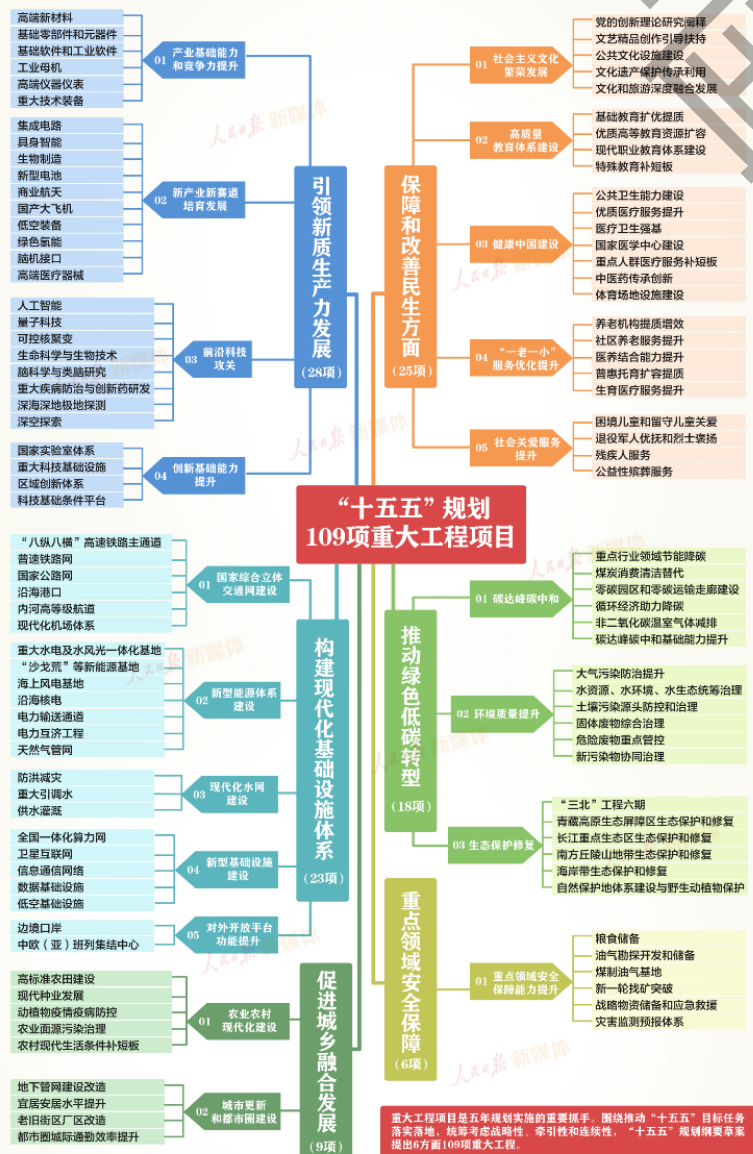 “十五五”规划
109项重大工程项目
引领新质生产力发展
（28项）
01 产业基础能力
和竞争力提升
高端新材料
基础零部件和元器件
基础软件和工业软件
工业母机
高端仪器仪表
重大技术装备
02 新产业新赛道
培育发展
集成电路
具身智能
生物制造
新型电池
商业航天
国产大飞机
低空装备
绿色氢能
脑机接口
高端医疗器械
03 前沿科技
攻关
人工智能
量子科技
可控核聚变
生命科学与生物技术
脑科学与类脑研究
重大疾病防治与创新药研发
深海深地极地探测
深空探索
04 创新基础能力
提升
国家实验室体系
重大科技基础设施
区域创新体系
科技基础条件平台
构建现代化基础设施体系
（23项）
01 国家综合立体
交通网建设
“八纵八横”高速铁路主通道
普速铁路网
国家公路网
沿海港口
内河高等级航道
现代化机场体系
02 新型能源体系
建设
重大水电及水风光一体化基地
“沙戈荒”等新能源基地
海上风电基地
沿海核电
电力输送通道
电力互济工程
天然气管网
03 现代化水网
建设
防洪减灾
重大引调水
供水灌溉
04 新型基础设施
建设
全国一体化算力网
卫星互联网
信息通信网络
数据基础设施
低空基础设施
05 对外开放平台
功能提升
边境口岸
中欧（亚）班列集结中心
促进城乡融合发展
（9项）
01 农业农村
现代化建设
高标准农田建设
现代种业发展
动植物疫情疫病防控
农业面源污染治理
农村现代生活条件补短板
02 城市更新
和都市圈建设
地下管网建设改造
宜居安居水平提升
老旧街区厂区改造
都市圈城际通勤效率提升
保障和改善民生方面
（25项）
01 社会主义文化
繁荣发展
党的创新理论研究阐释
文艺精品创作引导扶持
公共文化设施建设
文化遗产保护传承利用
文化和旅游深度融合发展
02 高质量
教育体系建设
基础教育扩优提质
优质高等教育资源扩容
现代职业教育体系建设
特殊教育补短板
03 健康中国建设
公共卫生能力建设
优质医疗服务提升
医疗卫生强基
国家医学中心建设
重点人群医疗服务补短板
中医药传承创新
体育场地设施建设
04 “一老一小”
服务优化提升
养老机构提质增效
社区养老服务提升
医养结合能力提升
普惠托育扩容提质
生育医疗服务提升
05 社会关爱服务
提升
困境儿童和留守儿童关爱
退役军人优抚和烈士褒扬
残疾人服务
公益性殡葬服务
推动绿色低碳转型
（18项）
01 碳达峰碳中和
重点行业领域节能降碳
煤炭消费清洁替代
零碳园区和零碳运输走廊建设
循环经济助力降碳
非二氧化碳温室气体减排
碳达峰碳中和基础能力提升
02 环境质量提升
大气污染防治提升
水资源、水环境、水生态统筹治理
土壤污染源头防控和治理
固体废物综合治理
危险废物重点管控
新污染物协同治理
03 生态保护修复
“三北”工程六期
青藏高原生态屏障区生态保护和修复
长江重点生态区生态保护和修复
南方丘陵山地带生态保护和修复
海岸带生态保护和修复
自然保护地体系建设与野生动植物保护
重点领域安全保障
（6项）
01 重点领域安全
保障能力提升
粮食储备
油气勘探开发和储备
煤制油气基地
新一轮找矿突破
战略物资储备和应急救援
灾害监测预报体系
重大工程项目是五年规划实施的重要抓手。围绕推动“十五五”目标任务
落实落地，统筹考虑战略性、牵引性和连续性，“十五五”规划纲要草案
提出6方面109项重大工程。
人民日报 新媒体